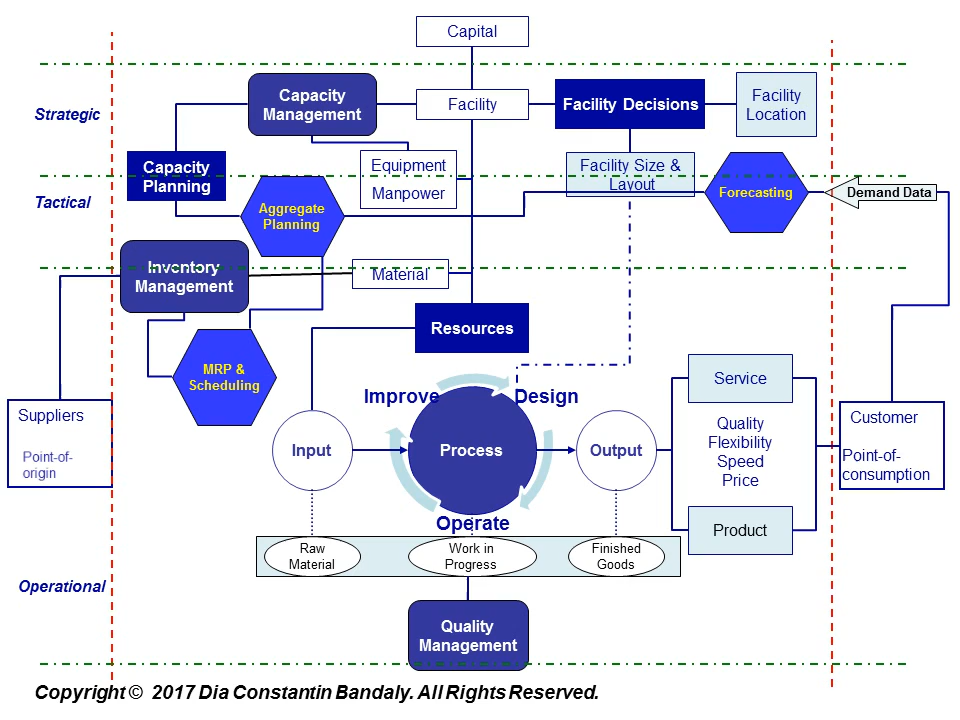 Capital
Strategic
Capacity
Management
Facility
Facility Decisions
Facility
Location
Capacity
Planning
Equipment
Manpower
Facility Size &
Layout
Forecasting
Demand Data
Tactical
Aggregate
Planning
Inventory
Management
Material
Resources
MRP &
Scheduling
Improve
Design
Service
Suppliers
Point-of-
origin
Input
Process
Output
Quality
Flexibility
Speed
Price
Customer
Point-of-
consumption
Operate
Product
Raw
Material
Work in
Progress
Finished
Goods
Operational
Quality
Management
Copyright © 2017 Dia Constantin Bandaly. All Rights Reserved.